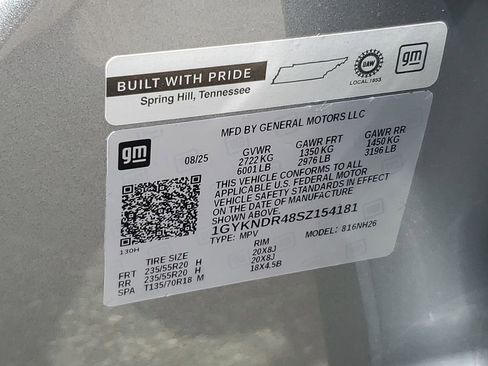 BUILT WITH PRIDE
Spring Hill, Tennessee
UAW
LOCAL 1853
gm
gm
MFD BY GENERAL MOTORS LLC
08/25 GVWR GAWR FRT GAWR RR
2722 KG 1350 KG 1450 KG
6001 LB 2976 LB 3196 LB
THIS VEHICLE CONFORMS TO ALL
APPLICABLE U.S. FEDERAL MOTOR
VEHICLE SAFETY STANDARDS IN EFFECT
ON THE DATE OF MANUFACTURE
SHOWN ABOVE.
1GYKNDR48SZ154181
TYPE: MPV MODEL: 816NH26
130H
TIRE SIZE RIM
FRT 235/55R20 H 20X8J
RR 235/55R20 H 20X8J
SPA T135/70R18 M 18X4.5B